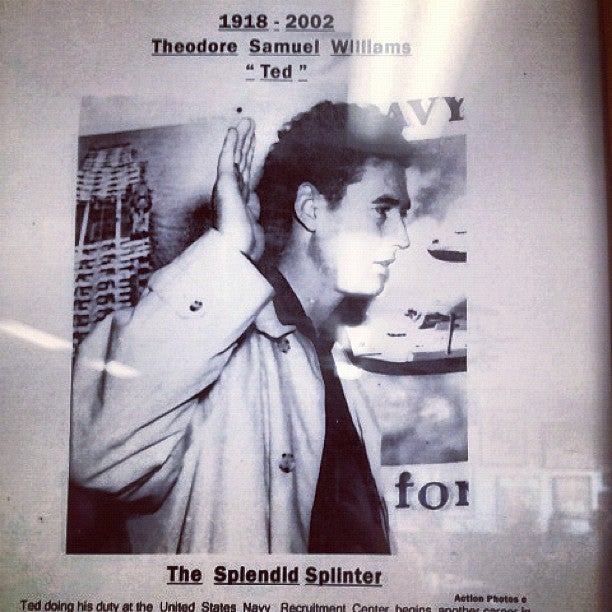 1918 - 2002
Theodore Samuel Williams
“ Ted ”
AVY
for
The Splendid Splinter
Action Photos
Ted doing his duty at the United States Navy Recruitment Center begins another career in